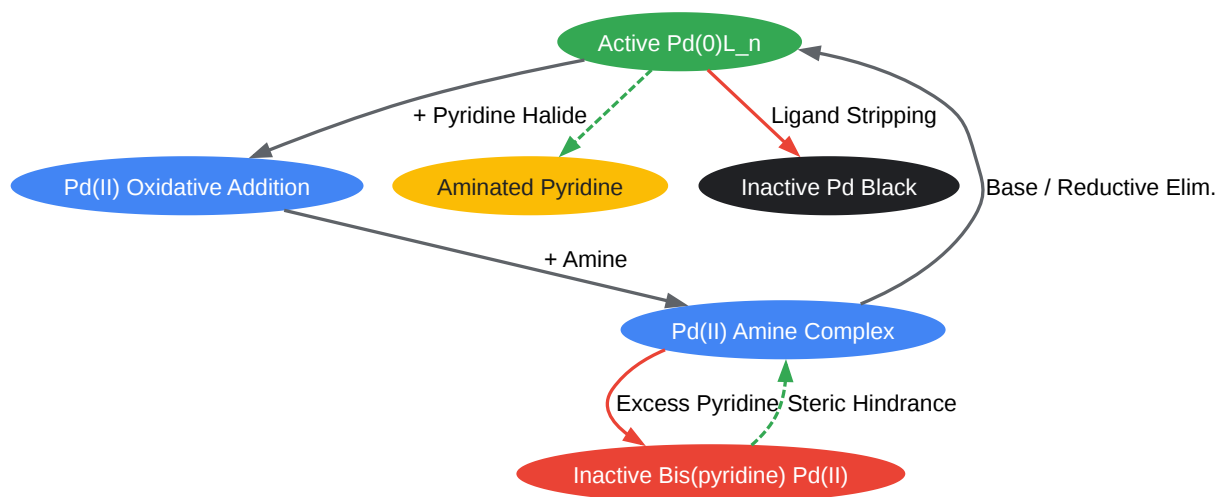 Active Pd(0)L_n
+ Pyridine Halide
Ligand Stripping
Pd(II) Oxidative Addition
Aminated Pyridine
Inactive Pd Black
Base / Reductive Elim.
+ Amine
Pd(II) Amine Complex
Excess Pyridine
Steric Hindrance
Inactive Bis(pyridine) Pd(II)